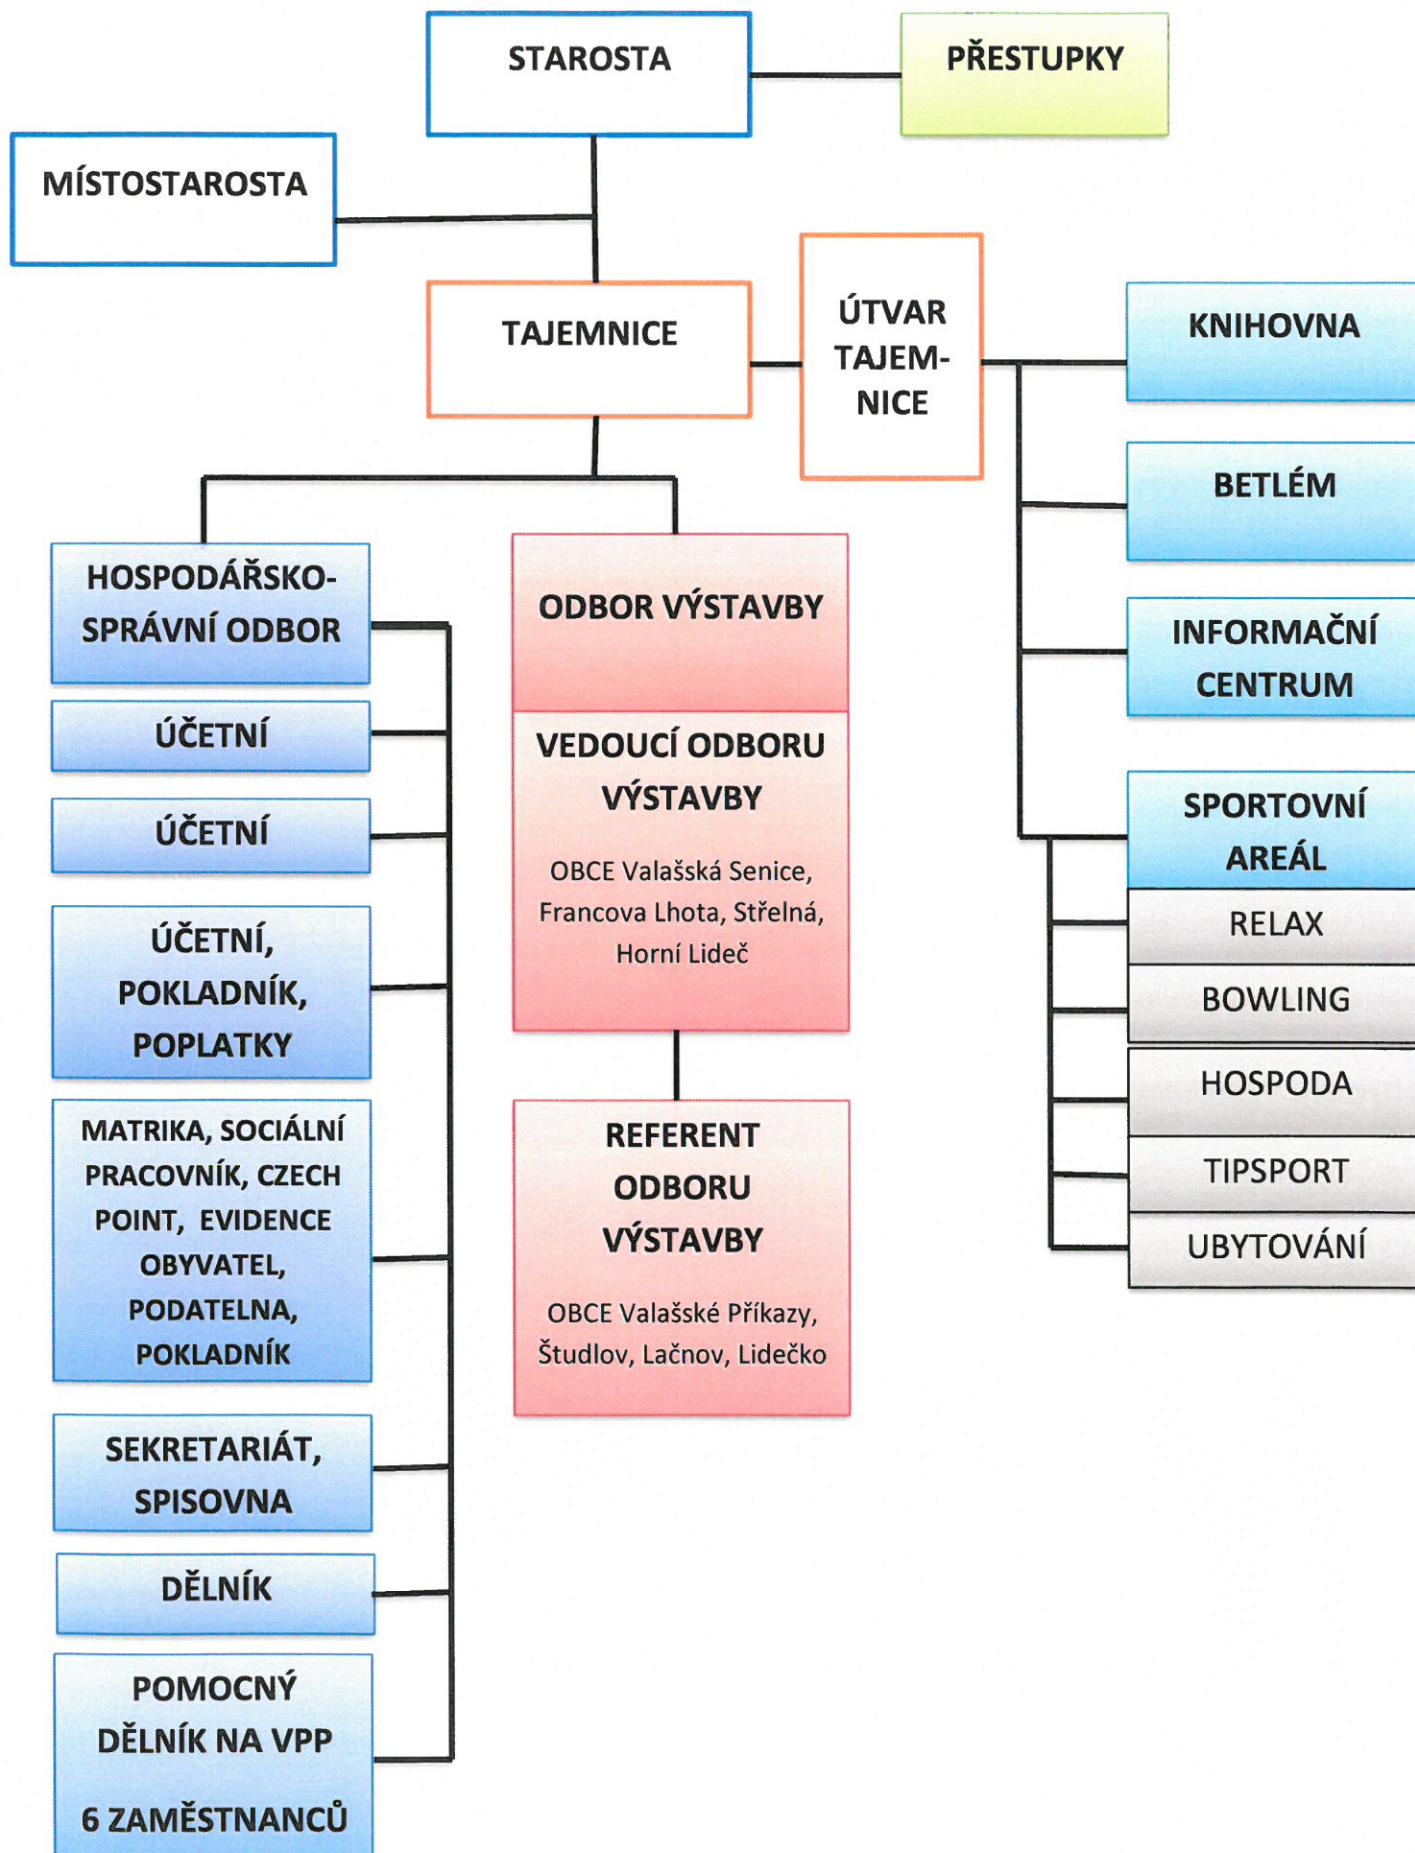 STAROSTA
PŘESTUPKY
MÍSTOSTAROSTA
TAJEMNICE
ÚTVAR
TAJEM-
NICE
KNIHOVNA
BETLÉM
INFORMAČNÍ
CENTRUM
SPORTOVNÍ
AREÁL
RELAX
BOWLING
HOSPODA
TIPSPORT
UBYTOVÁNÍ
HOSPODÁŘSKO-
SPRÁVNÍ ODBOR
ÚČETNÍ
ÚČETNÍ
ÚČETNÍ,
POKLADNÍK,
POPLATKY
MATRIKA, SOCIÁLNÍ
PRACOVNÍK, CZECH
POINT, EVIDENCE
OBYVATEL,
PODATELNA,
POKLADNÍK
SEKRETARIÁT,
SPISOVNA
DĚLNÍK
POMOCNÝ
DĚLNÍK NA VPP
6 ZAMĚSTNANCŮ
ODBOR VÝSTAVBY
VEDOUCÍ ODBORU
VÝSTAVBY
OBCE Valašská Senice,
Francova Lhota, Střelná,
Horní Lideč
REFERENT
ODBORU
VÝSTAVBY
OBCE Valašské Příkazy,
Študlov, Lačnov, Lidečko